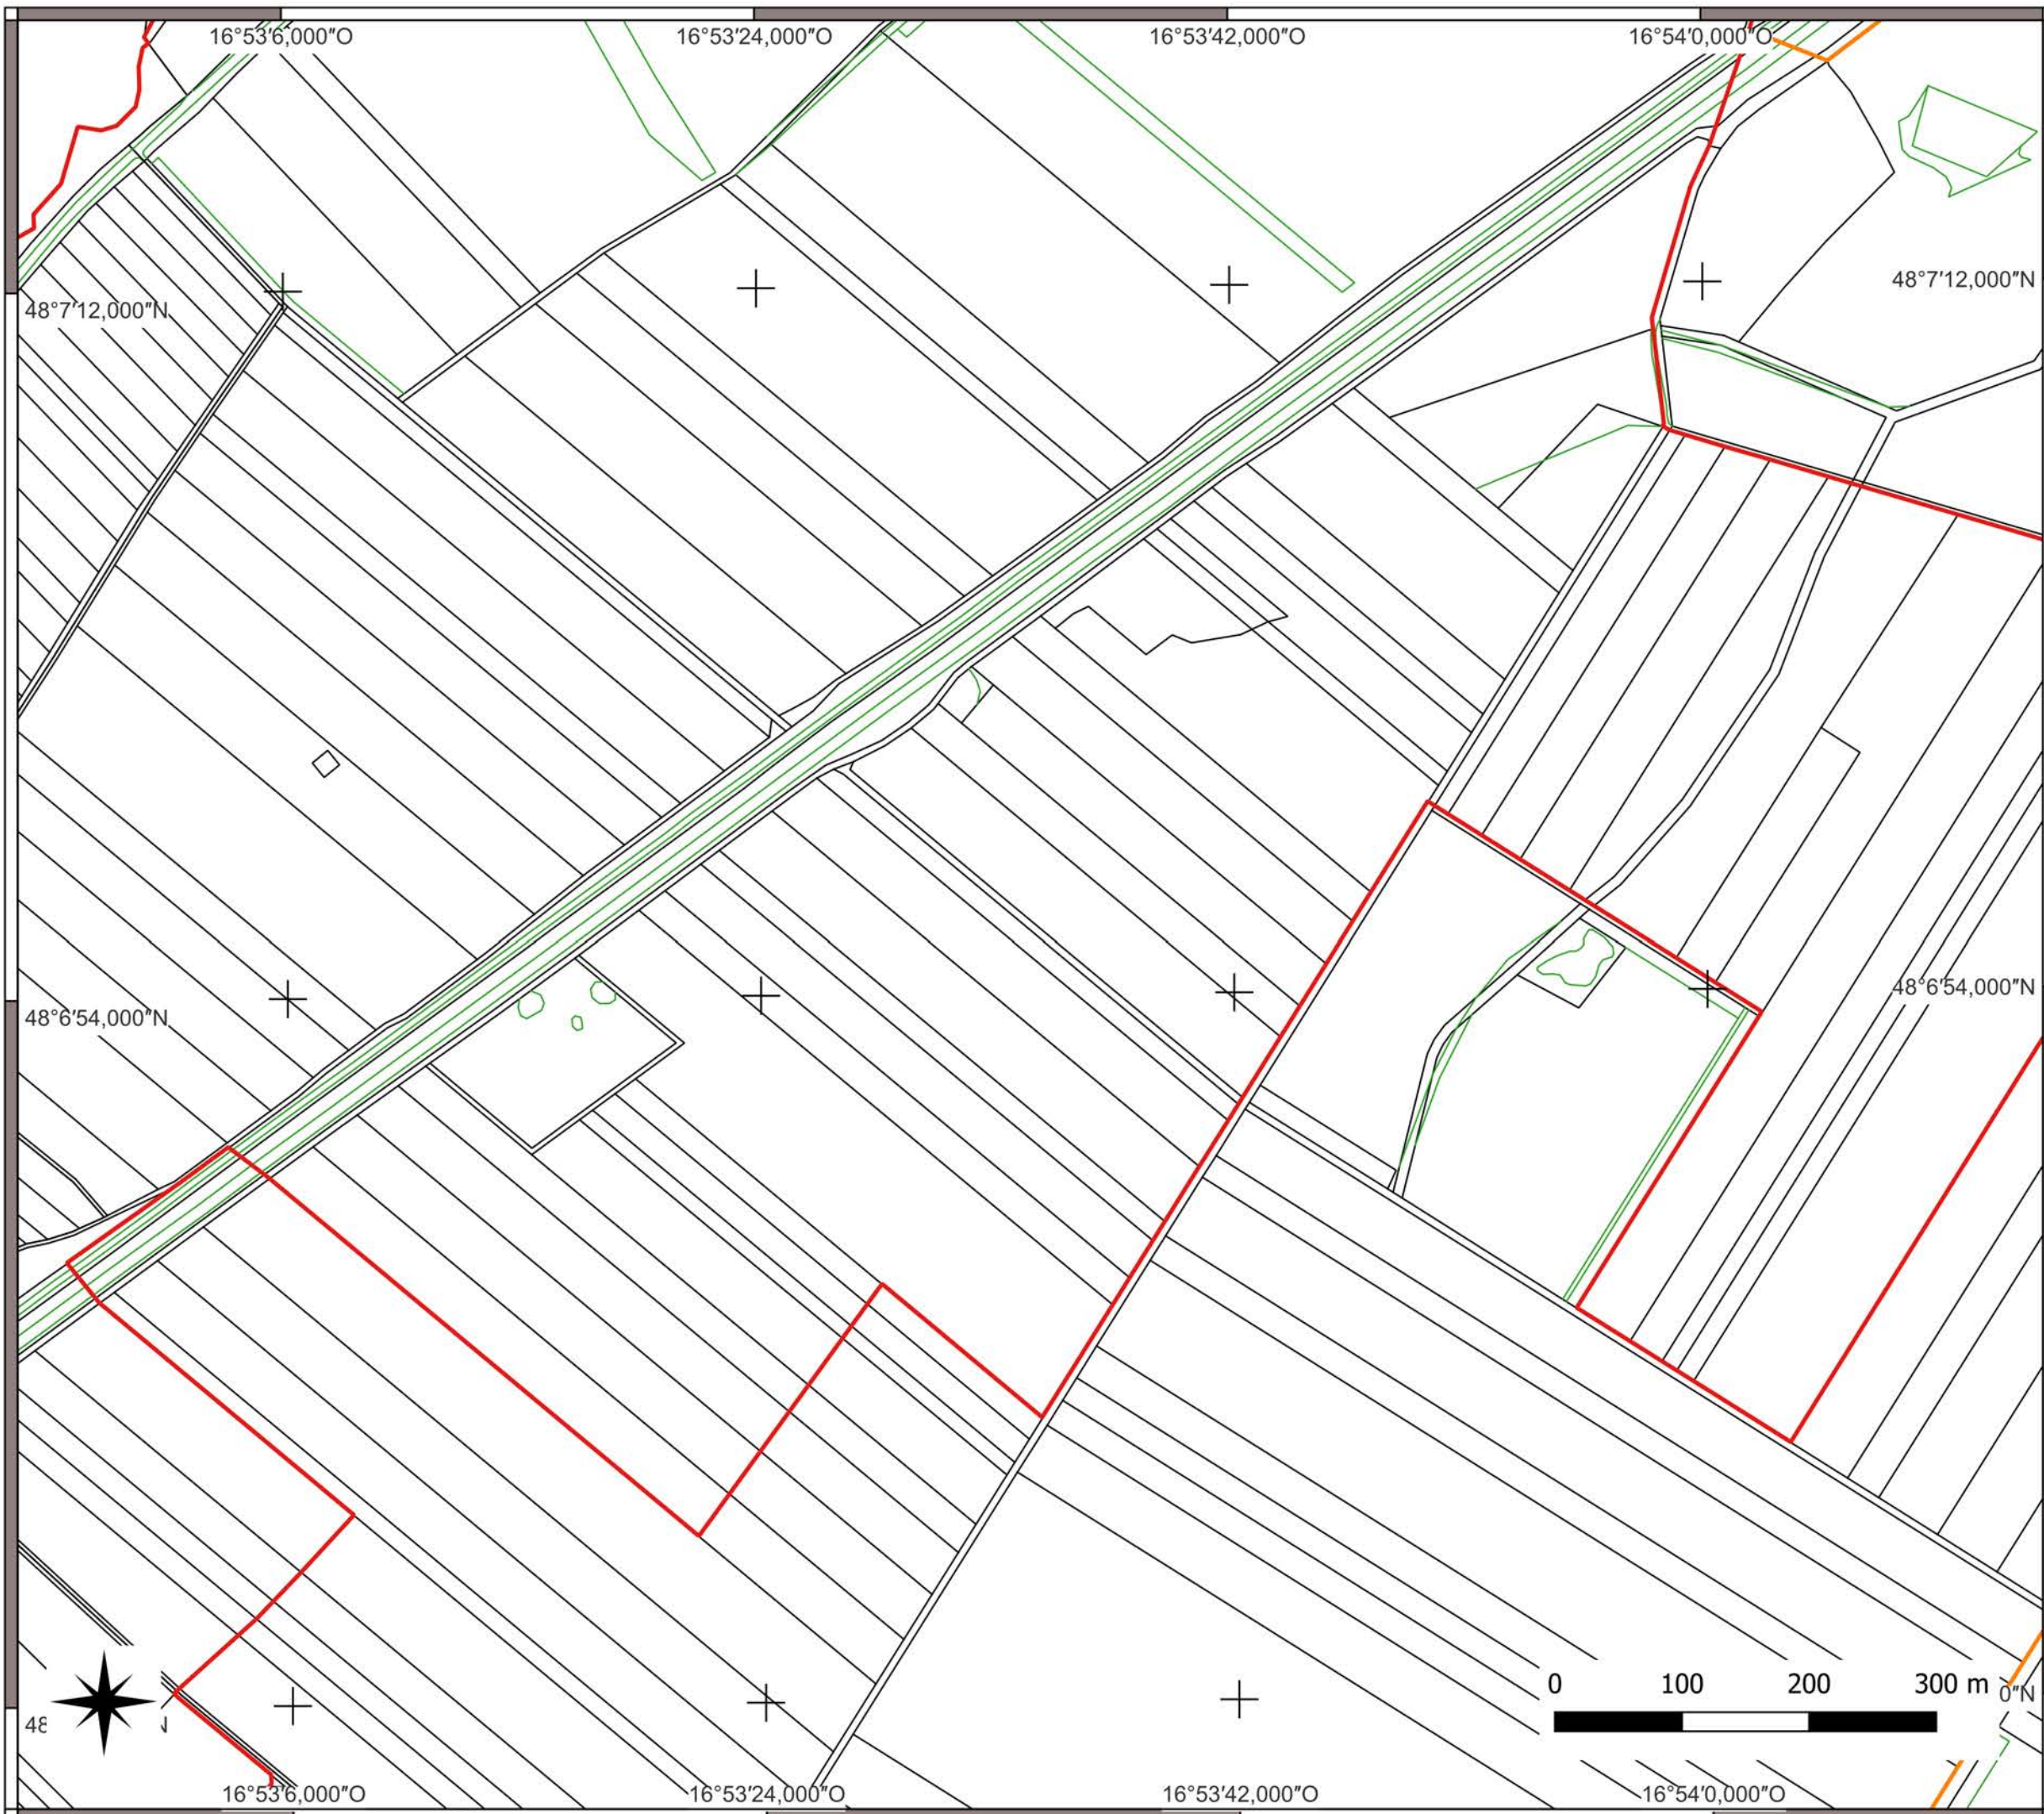 16°53′6,000″O 16°53′24,000″O 16°53′42,000″O 16°54′0,000″O
48°7′12,000″N 48°7′12,000″N
48°6′54,000″N 48°6′54,000″N
0 100 200 300 m
48 0″N
16°53′6,000″O 16°53′24,000″O 16°53′42,000″O 16°54′0,000″O